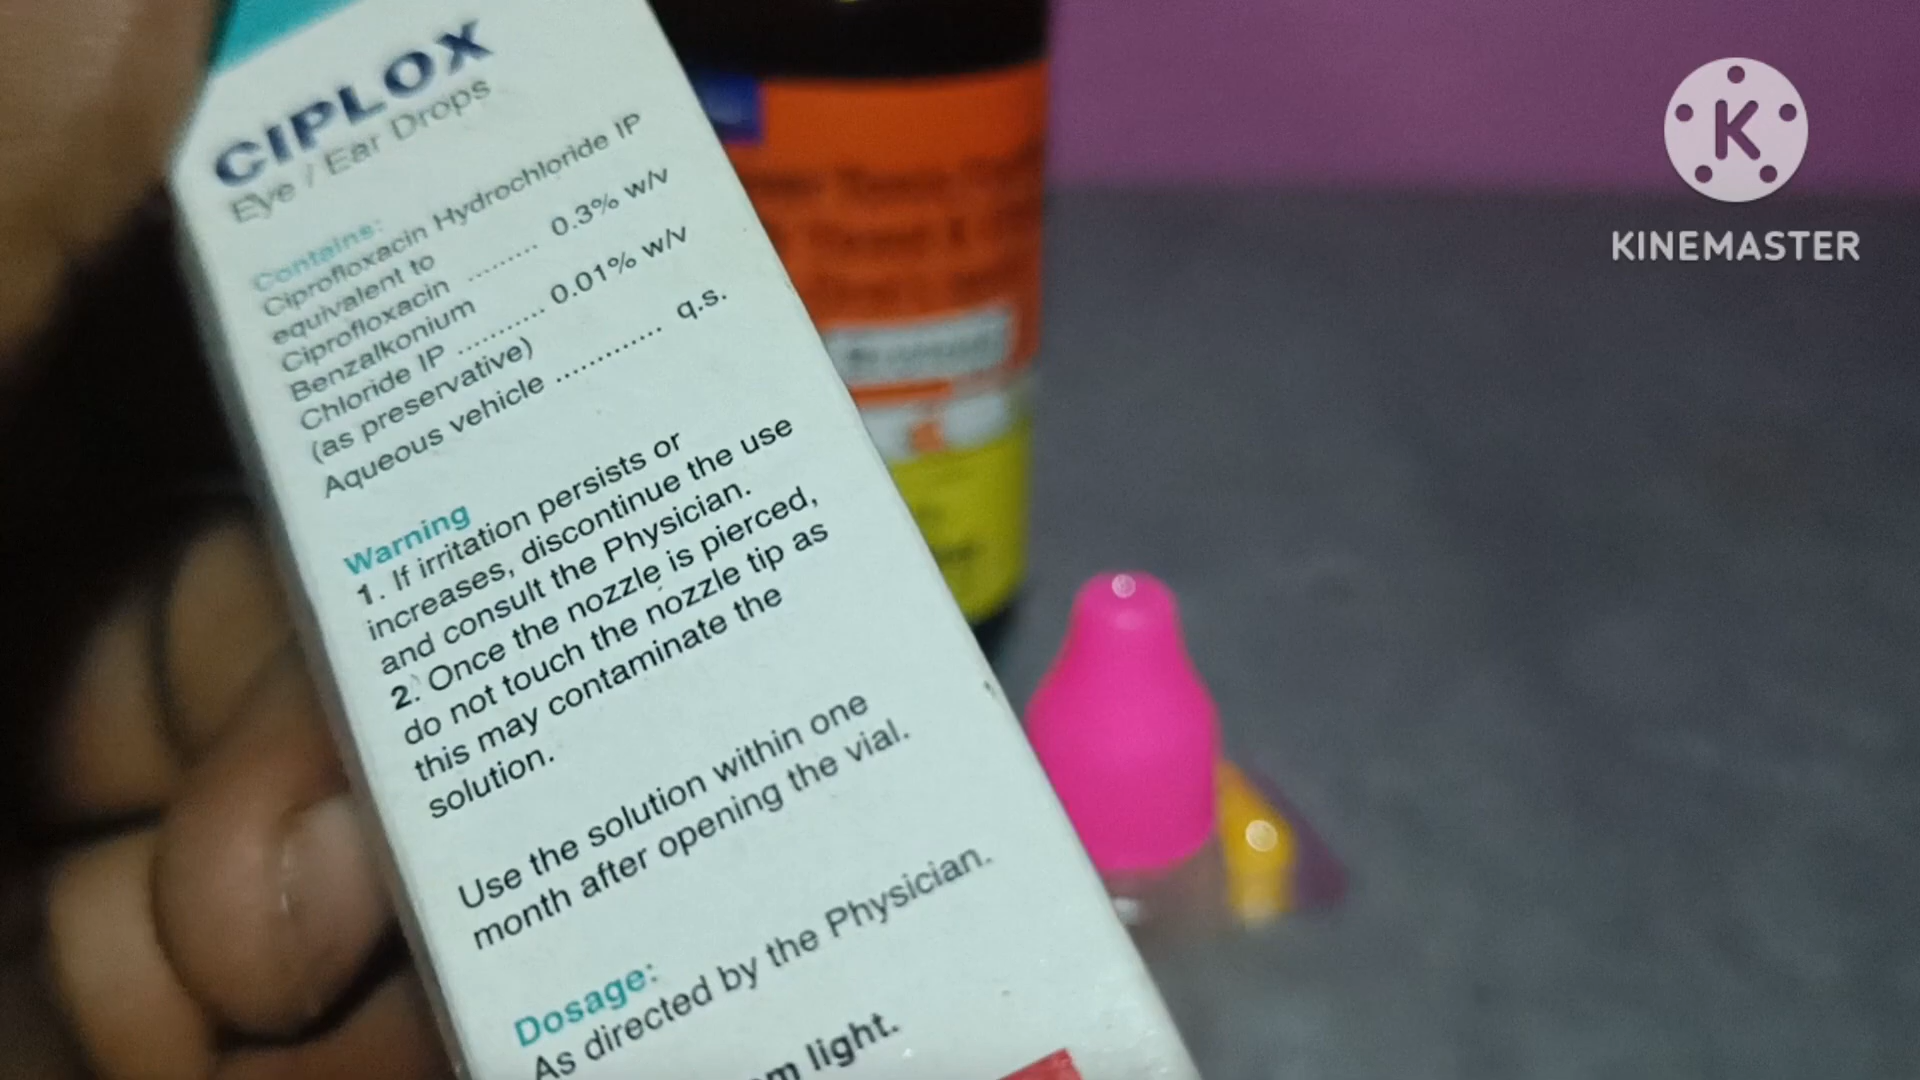 CIPLOX
Eye / Ear Drops
Contains:
Ciprofloxacin Hydrochloride IP
equivalent to
Ciprofloxacin .......... 0.3% w/v
Benzalkonium
Chloride IP ............ 0.01% w/v
(as preservative)
Aqueous vehicle .............. q.s.
Warning
1. If irritation persists or
increases, discontinue the use
and consult the Physician.
2. Once the nozzle is pierced,
do not touch the nozzle tip as
this may contaminate the
solution.
Use the solution within one
month after opening the vial.
Dosage:
As directed by the Physician.
light.
K
KINEMASTER